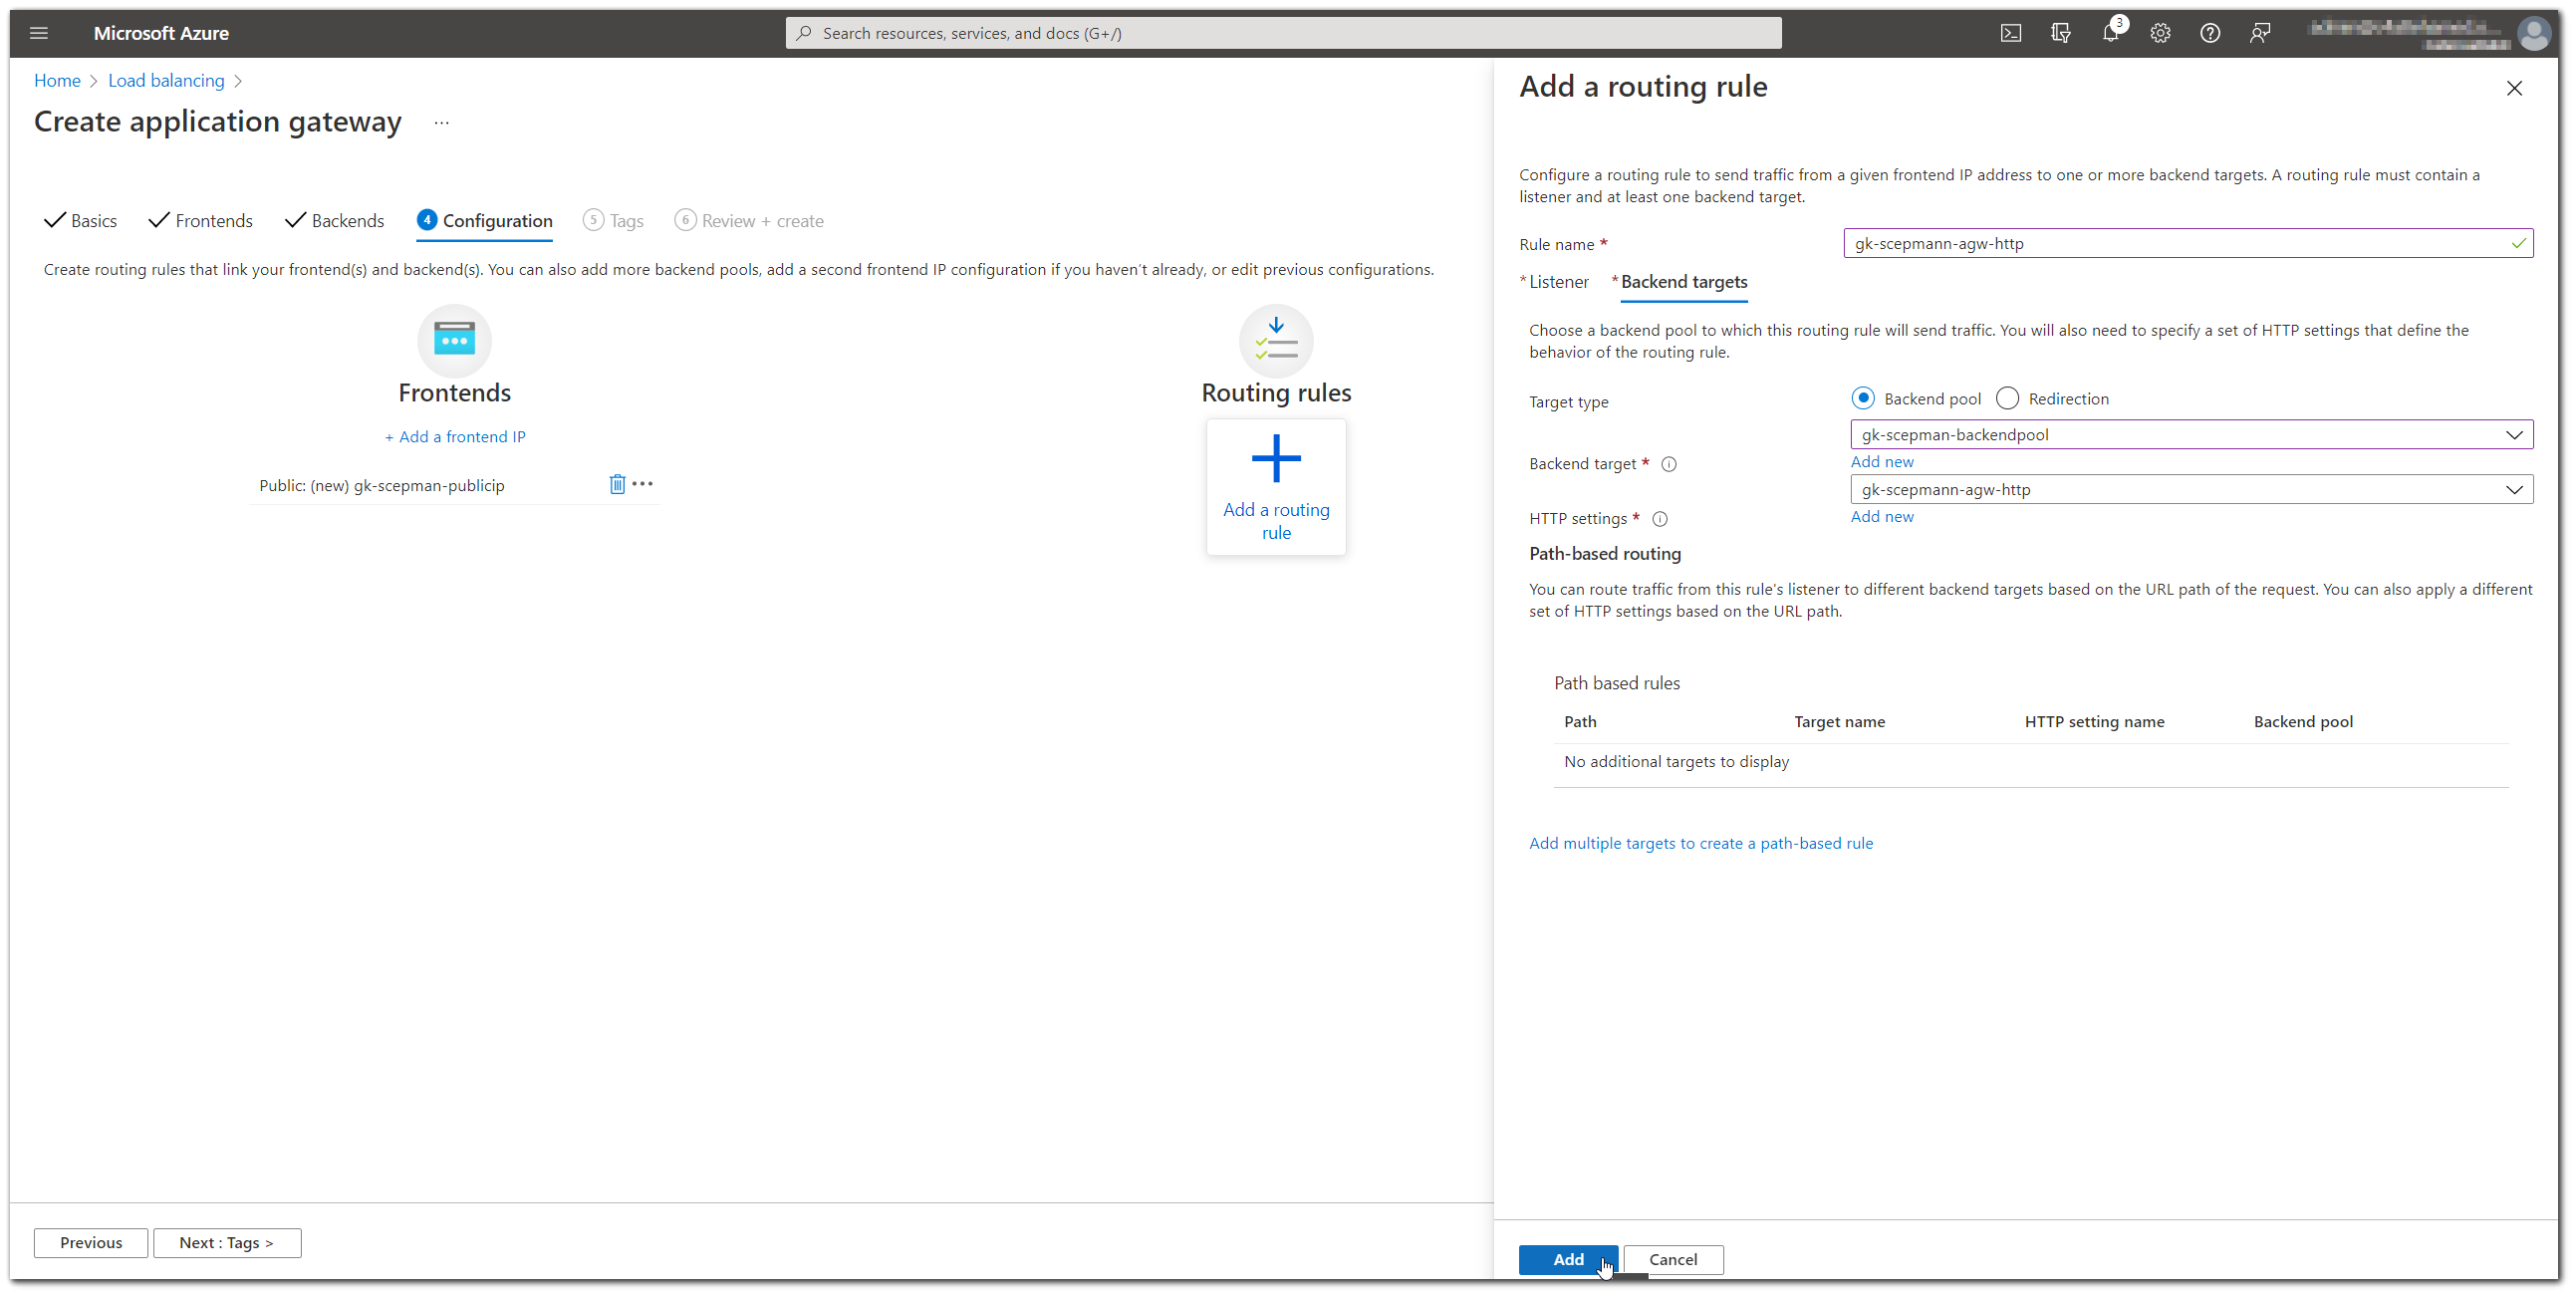 Microsoft Azure
Search resources, services, and docs (G+/)
3
Home > Load balancing >
Create application gateway ...
Basics Frontends Backends 4 Configuration 5 Tags 6 Review + create
Create routing rules that link your frontend(s) and backend(s). You can also add more backend pools, add a second frontend IP configuration if you haven't already, or edit previous configurations.
Frontends
+ Add a frontend IP
Public: (new) gk-scepman-publicip
Routing rules
Add a routing
rule
Previous
Next : Tags >
Add a routing rule
Configure a routing rule to send traffic from a given frontend IP address to one or more backend targets. A routing rule must contain a
listener and at least one backend target.
Rule name *
gk-scepmann-agw-http
* Listener * Backend targets
Choose a backend pool to which this routing rule will send traffic. You will also need to specify a set of HTTP settings that define the
behavior of the routing rule.
Target type
Backend pool Redirection
gk-scepman-backendpool
Backend target *
Add new
gk-scepmann-agw-http
HTTP settings *
Add new
Path-based routing
You can route traffic from this rule's listener to different backend targets based on the URL path of the request. You can also apply a different
set of HTTP settings based on the URL path.
Path based rules
Path Target name HTTP setting name Backend pool
No additional targets to display
Add multiple targets to create a path-based rule
Add
Cancel